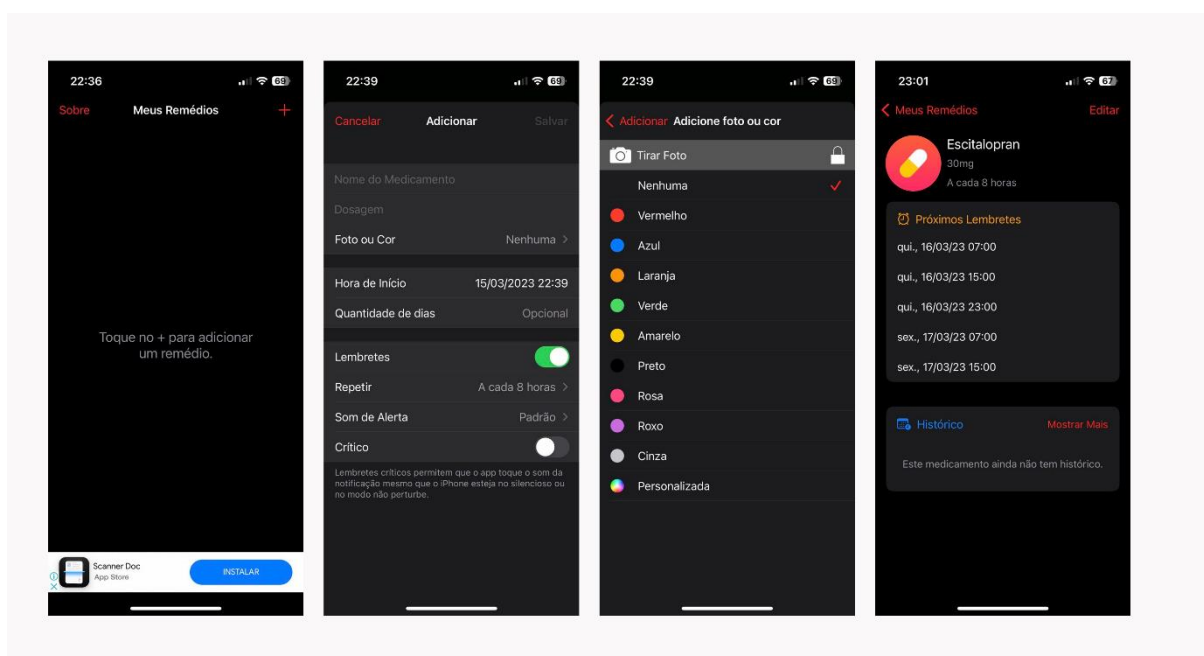 22:36
69
Sobre Meus Remédios +
Toque no + para adicionar
um remédio.
Scanner Doc
App Store
INSTALAR
22:39
69
Cancelar Adicionar Salvar
Nome do Medicamento
Dosagem
Foto ou Cor Nenhuma >
Hora de Início 15/03/2023 22:39
Quantidade de dias Opcional
Lembretes
Repetir A cada 8 horas >
Som de Alerta Padrão >
Crítico
Lembretes críticos permitem que o app toque o som da
notificação mesmo que o iPhone esteja no silencioso ou
no modo não perturbe.
22:39
69
< Adicionar Adicione foto ou cor
Tirar Foto
Nenhuma
Vermelho
Azul
Laranja
Verde
Amarelo
Preto
Rosa
Roxo
Cinza
Personalizada
23:01
67
< Meus Remédios Editar
Escitalopran
30mg
A cada 8 horas
Próximos Lembretes
qui., 16/03/23 07:00
qui., 16/03/23 15:00
qui., 16/03/23 23:00
sex., 17/03/23 07:00
sex., 17/03/23 15:00
Histórico Mostrar Mais
Este medicamento ainda não tem histórico.